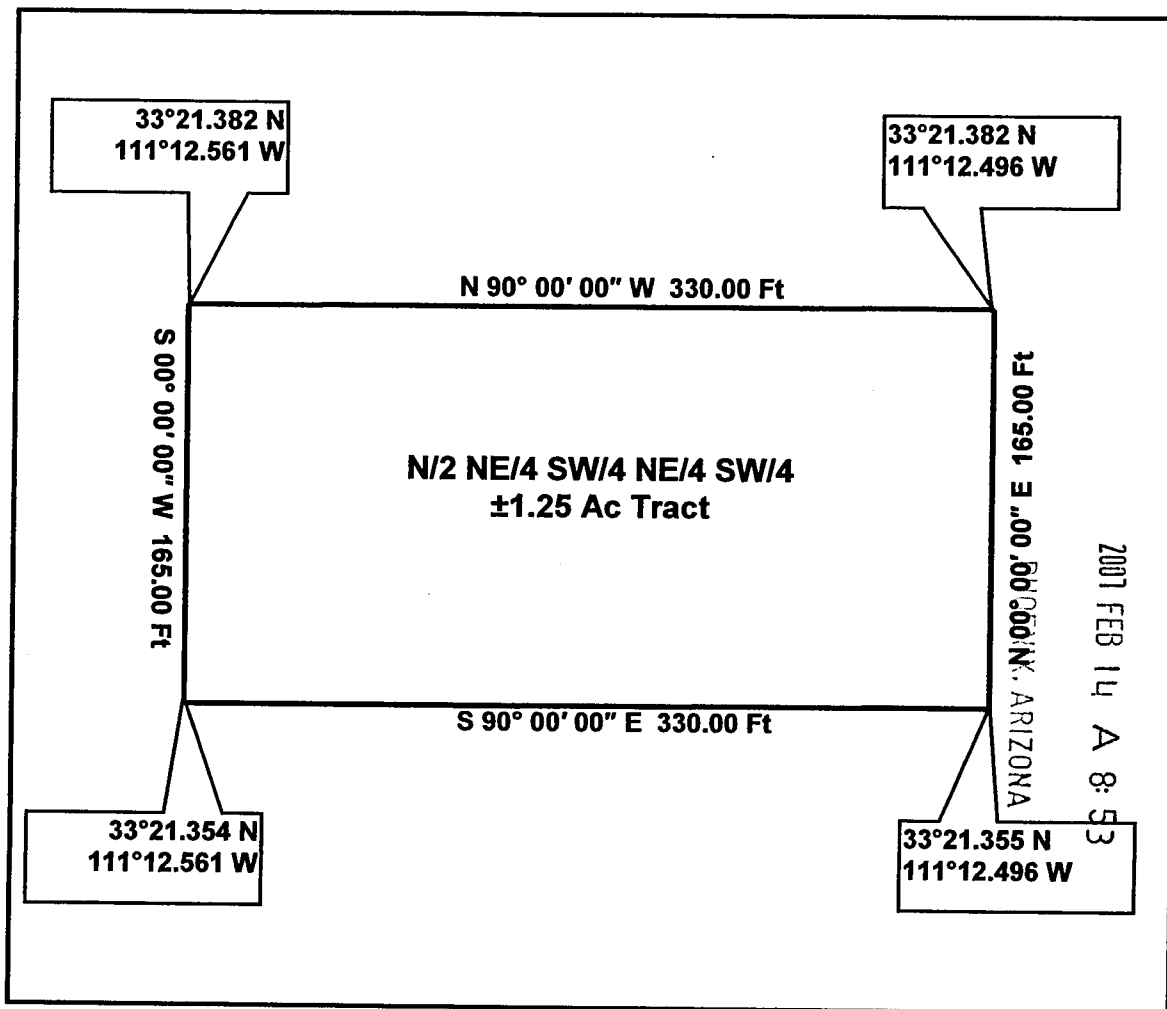 33°21.382 N
111°12.561 W
33°21.382 N
111°12.496 W
N 90° 00' 00" W 330.00 Ft
S 00° 00' 00" W 165.00 Ft
N/2 NE/4 SW/4 NE/4 SW/4
±1.25 Ac Tract
N 00° 00' 00" E 165.00 Ft
PHOENIX, ARIZONA
2007 FEB 14 A 8:53
S 90° 00' 00" E 330.00 Ft
33°21.354 N
111°12.561 W
33°21.355 N
111°12.496 W